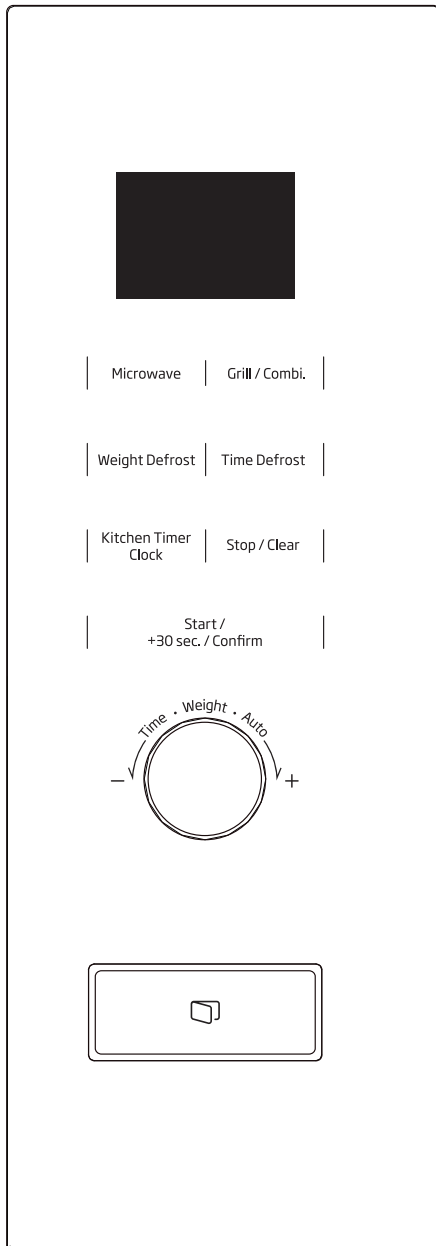 Microwave
Grill / Combi.
Weight Defrost
Time Defrost
Kitchen Timer
Clock
Stop / Clear
Start /
+30 sec. / Confirm
Time . Weight . Auto
– +